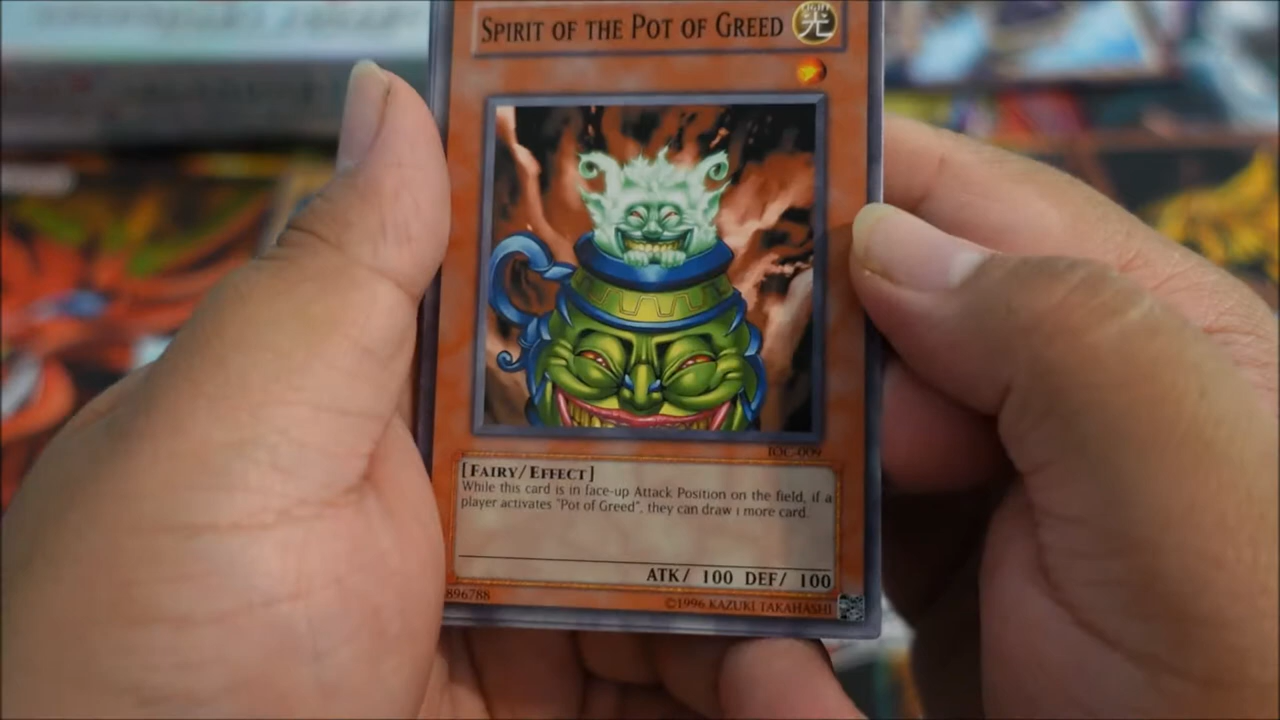 SPIRIT OF THE POT OF GREED
LIGHT
光
IOC-009
[FAIRY/EFFECT]
While this card is in face-up Attack Position on the field, if a
player activates "Pot of Greed", they can draw 1 more card.
ATK/ 100 DEF/ 100
896788
©1996 KAZUKI TAKAHASHI